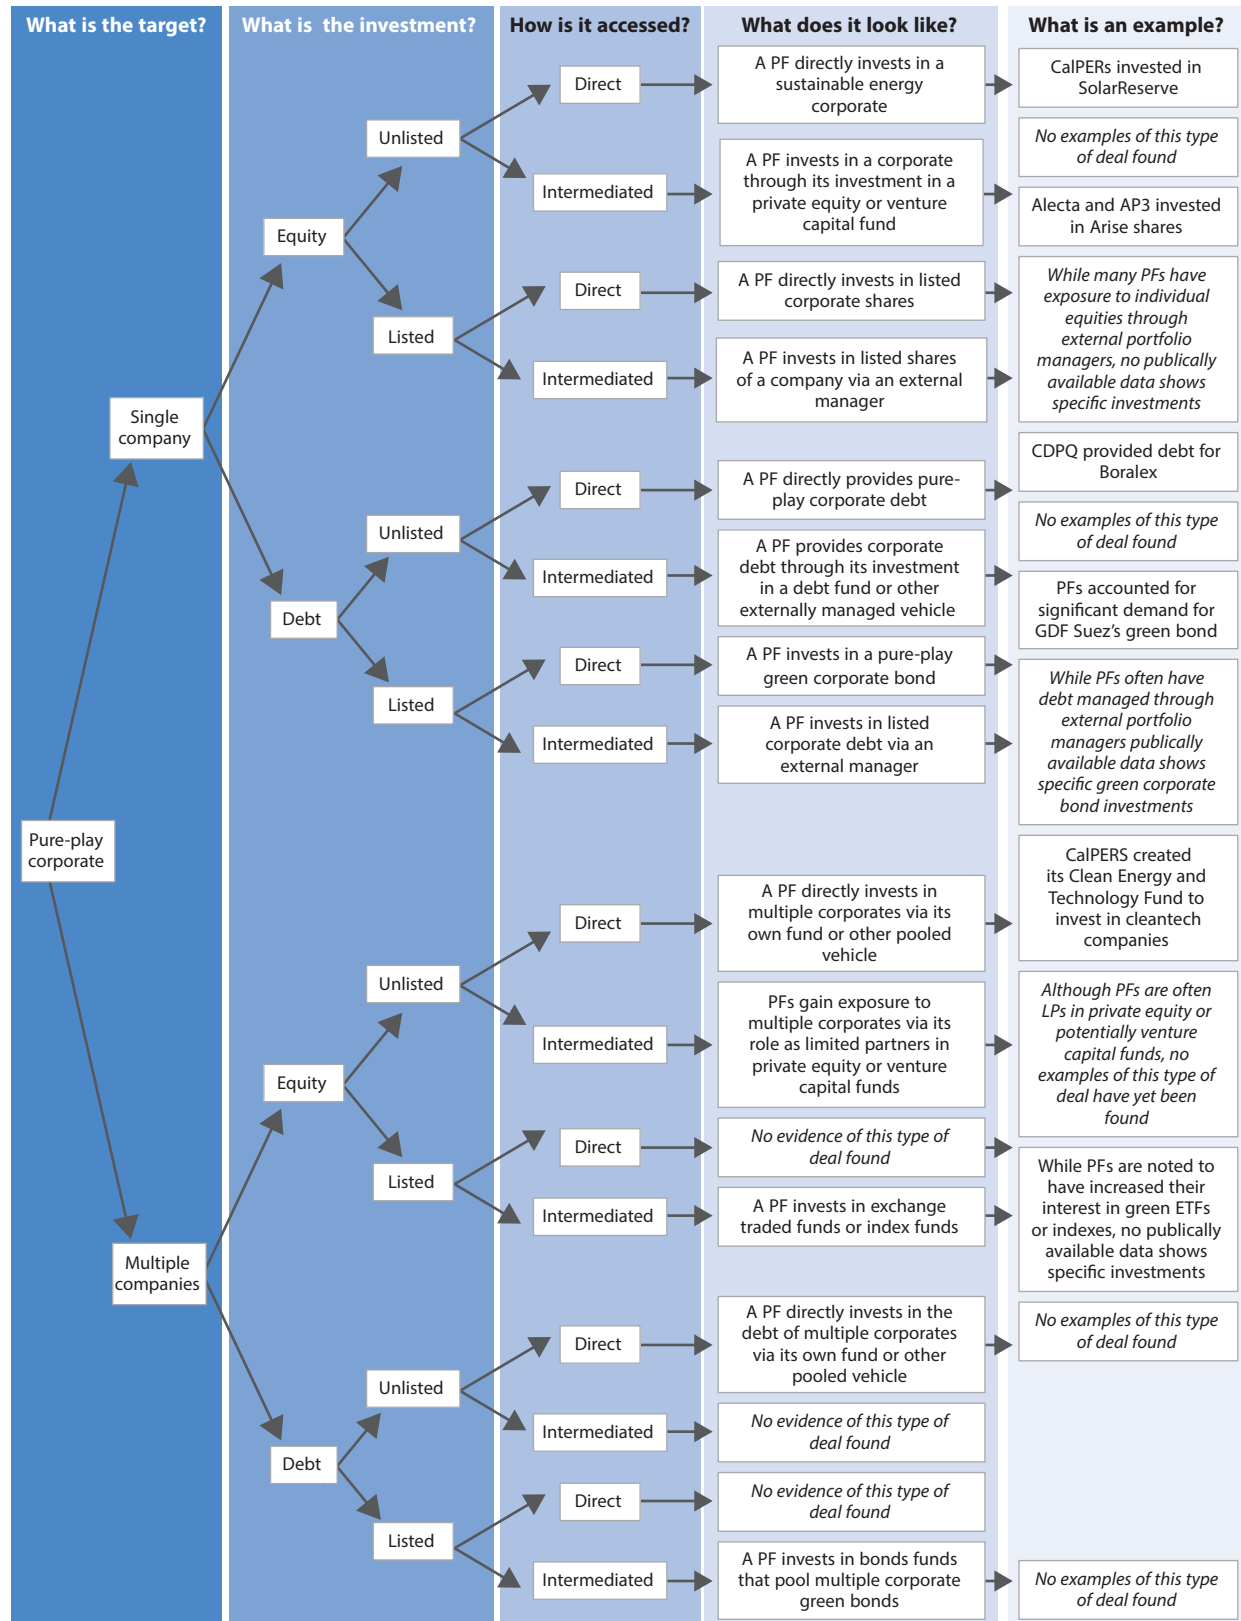 What is the target?
What is  the investment?
How is it accessed?
What does it look like?
What is an example?
Pure-play
corporate
Single
company
Equity
Unlisted
Direct
A PF directly invests in a
sustainable energy
corporate
CalPERs invested in
SolarReserve
No examples of this type
of deal found
Intermediated
A PF invests in a corporate
through its investment in a
private equity or venture
capital fund
Alecta and AP3 invested
in Arise shares
Listed
Direct
A PF directly invests in listed
corporate shares
While many PFs have
exposure to individual
equities through
external portfolio
managers, no publically
available data shows
specific investments
Intermediated
A PF invests in listed shares
of a company via an external
manager
Debt
Unlisted
Direct
A PF directly provides pure-
play corporate debt
CDPQ provided debt for
Boralex
No examples of this type
of deal found
Intermediated
A PF provides corporate
debt through its investment
in a debt fund or other
externally managed vehicle
PFs accounted for
significant demand for
GDF Suez's green bond
Listed
Direct
A PF invests in a pure-play
green corporate bond
While PFs often have
debt managed through
external portfolio
managers publically
available data shows
specific green corporate
bond investments
Intermediated
A PF invests in listed
corporate debt via an
external manager
Multiple
companies
Equity
Unlisted
Direct
A PF directly invests in
multiple corporates via its
own fund or other pooled
vehicle
CalPERS created
its Clean Energy and
Technology Fund to
invest in cleantech
companies
Intermediated
PFs gain exposure to
multiple corporates via its
role as limited partners in
private equity or venture
capital funds
Although PFs are often
LPs in private equity or
potentially venture
capital funds, no
examples of this type of
deal have yet been
found
Listed
Direct
No evidence of this type of
deal found
Intermediated
A PF invests in exchange
traded funds or index funds
While PFs are noted to
have increased their
interest in green ETFs
or indexes, no publically
available data shows
specific investments
Debt
Unlisted
Direct
A PF directly invests in the
debt of multiple corporates
via its own fund or other
pooled vehicle
No examples of this type
of deal found
Intermediated
No evidence of this type of
deal found
Listed
Direct
No evidence of this type of
deal found
Intermediated
A PF invests in bonds funds
that pool multiple corporate
green bonds
No examples of this type
of deal found